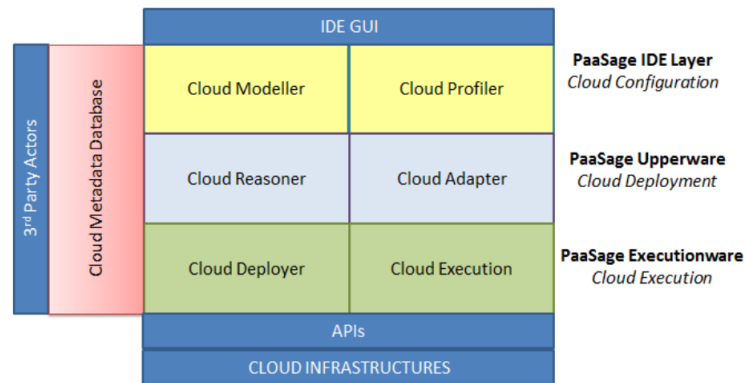 IDE GUI
3rd Party Actors
Cloud Metadata Database
Cloud Modeller
Cloud Profiler
PaaSage IDE Layer
Cloud Configuration
Cloud Reasoner
Cloud Adapter
PaaSage Upperware
Cloud Deployment
Cloud Deployer
Cloud Execution
PaaSage Executionware
Cloud Execution
APIs
CLOUD INFRASTRUCTURES